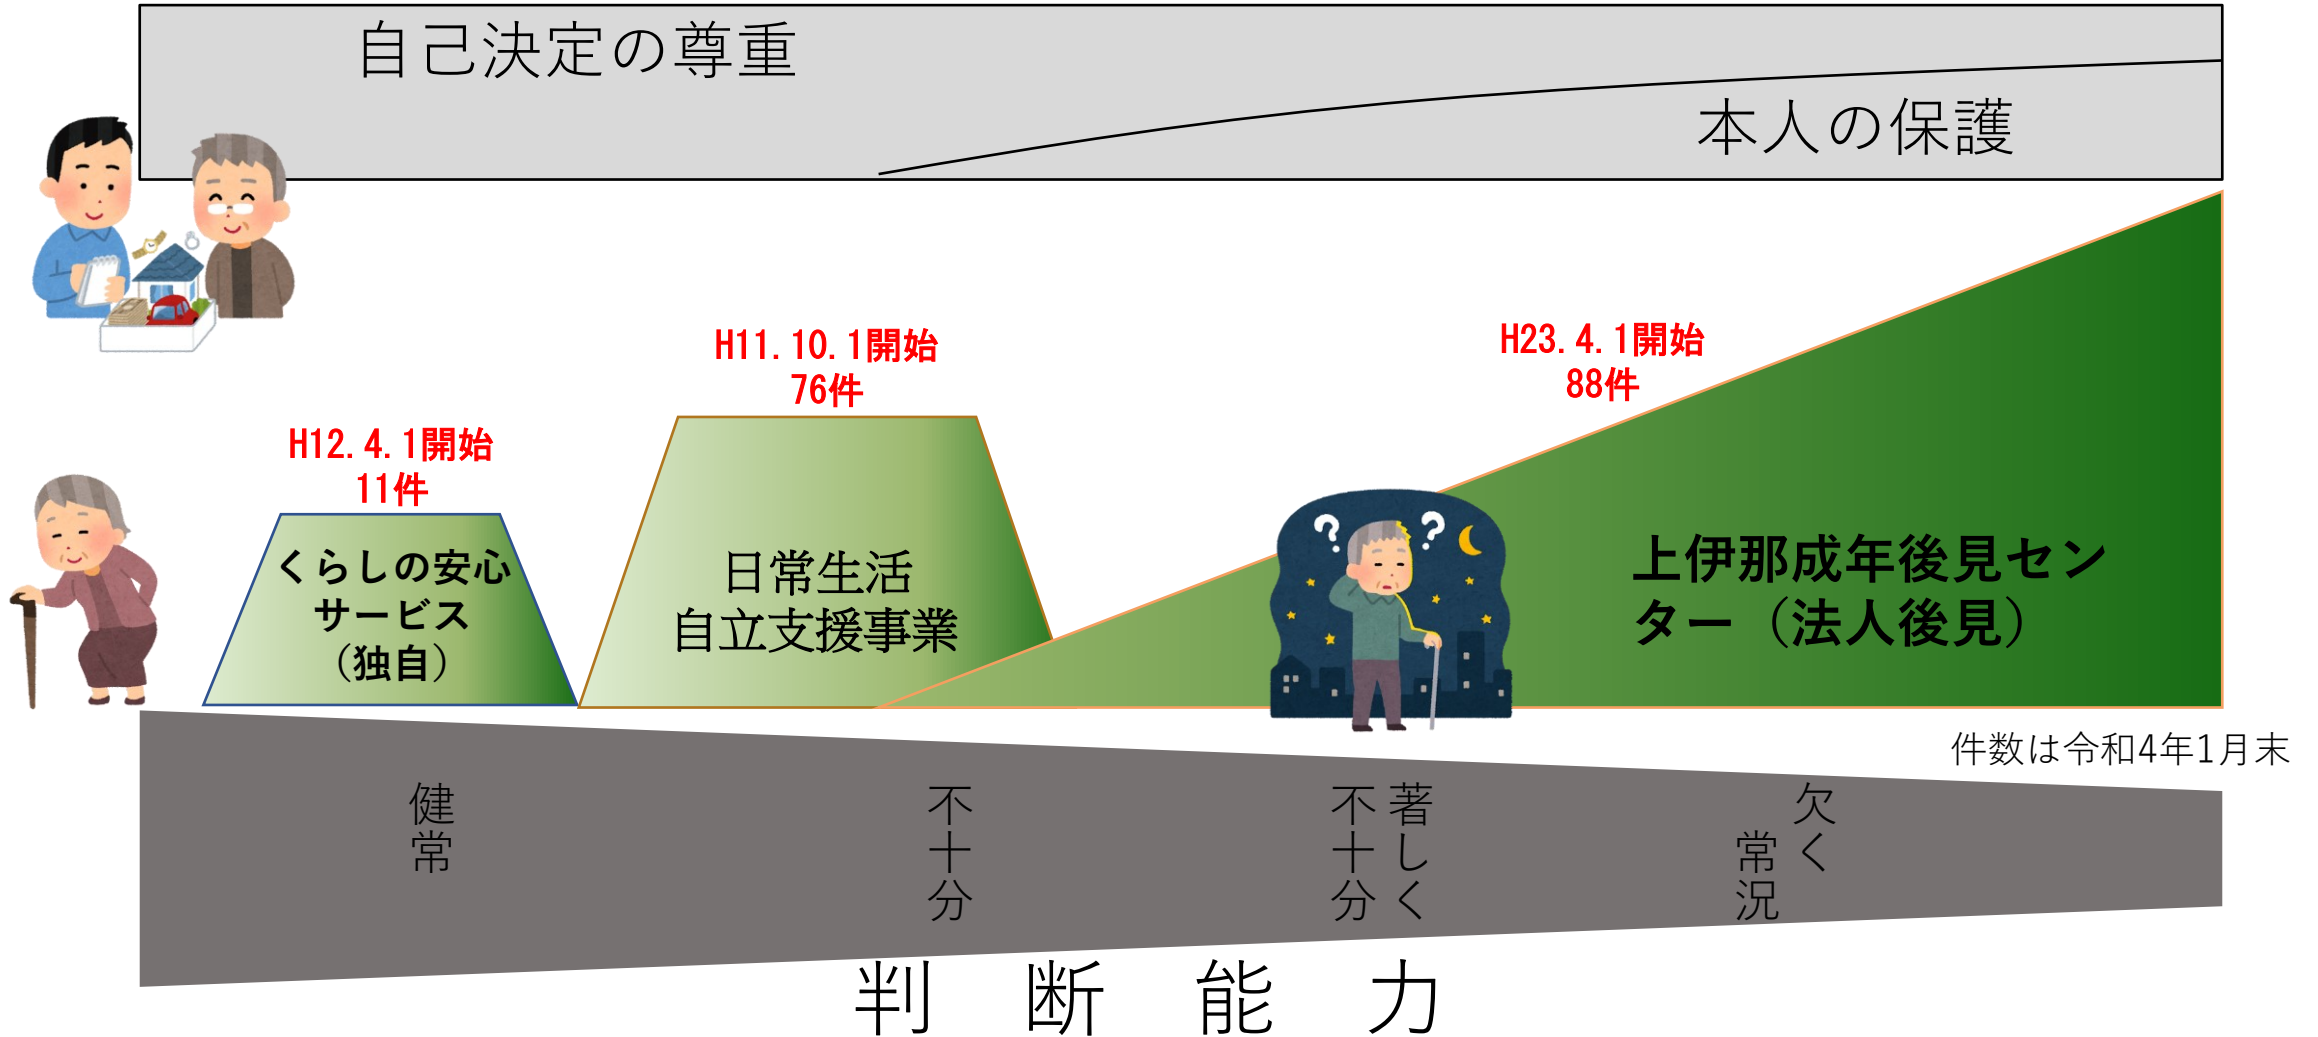 自己決定の尊重
本人の保護
H11.10.1開始
76件
H23.4.1開始
88件
H12.4.1開始
11件
くらしの安心
サービス
（独自）
日常生活
自立支援事業
上伊那成年後見セン
ター（法人後見）
件数は令和4年1月末
健常
不十分
著しく
不十分
欠く
常況
判断能力